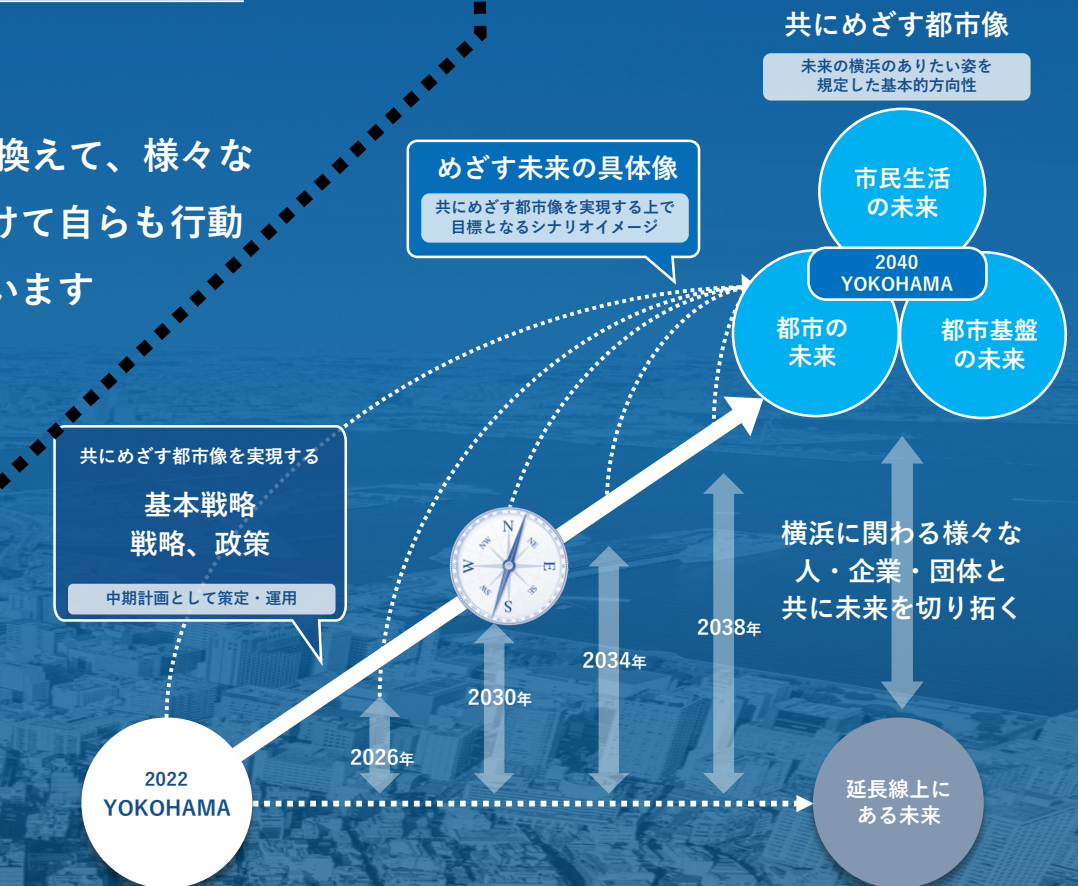 換えて、様々な
けて自らも行動
います
共にめざす都市像
未来の横浜のありたい姿を
規定した基本的方向性
市民生活
の未来
2040
YOKOHAMA
都市の
未来
都市基盤
の未来
めざす未来の具体像
共にめざす都市像を実現する上で
目標となるシナリオイメージ
共にめざす都市像を実現する
基本戦略
戦略、政策
中期計画として策定・運用
N
NE
E
SE
S
SW
W
NW
横浜に関わる様々な
人・企業・団体と
共に未来を切り拓く
2026年
2030年
2034年
2038年
2022
YOKOHAMA
延長線上に
ある未来